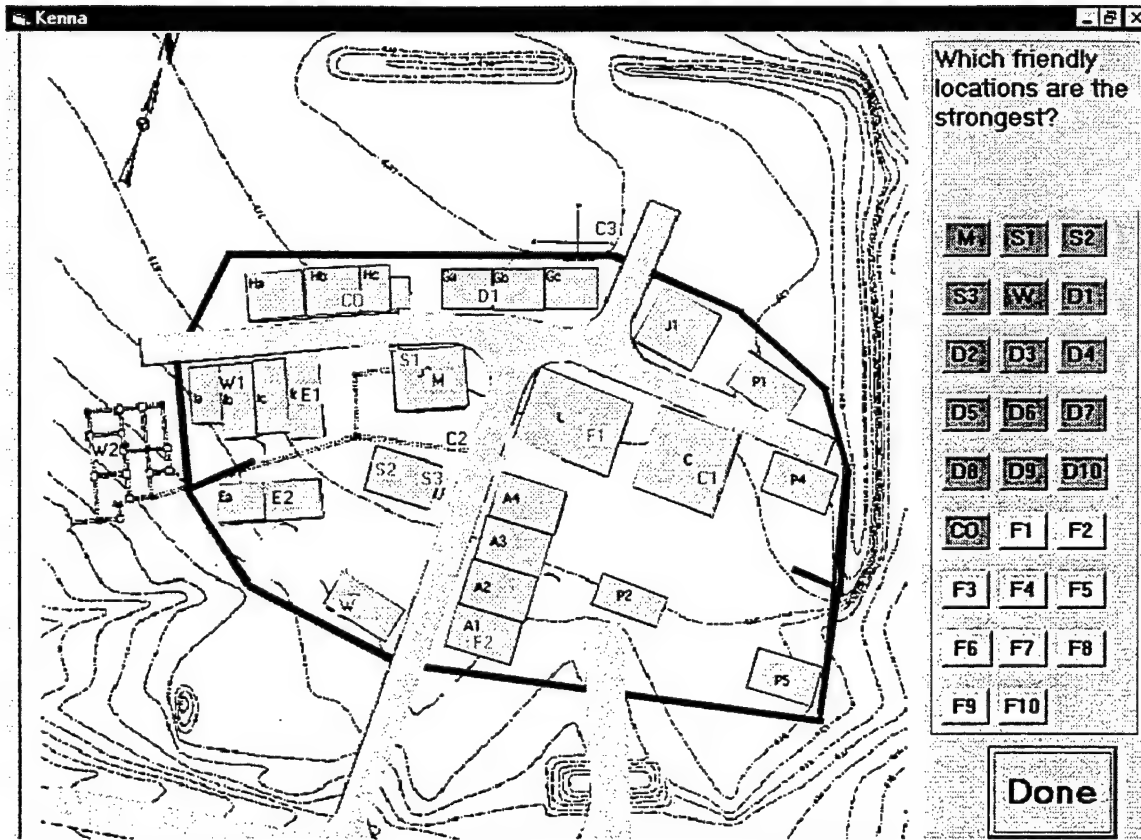 Kenna
Which friendly
locations are the
strongest?
M S1 S2
S3 W D1
D2 D3 D4
D5 D6 D7
D8 D9 D10
CO F1 F2
F3 F4 F5
F6 F7 F8
F9 F10
Done
C3
Ha Hb Hc
CO
Ga Gb Gc
D1
J1
S1
M
W1
Ia Ib Ic
E1
P1
L
F1
W2
C2
S2
S3
C
C1
P4
Ea
E2
A4
A3
A2
P2
W
A1
F2
P5